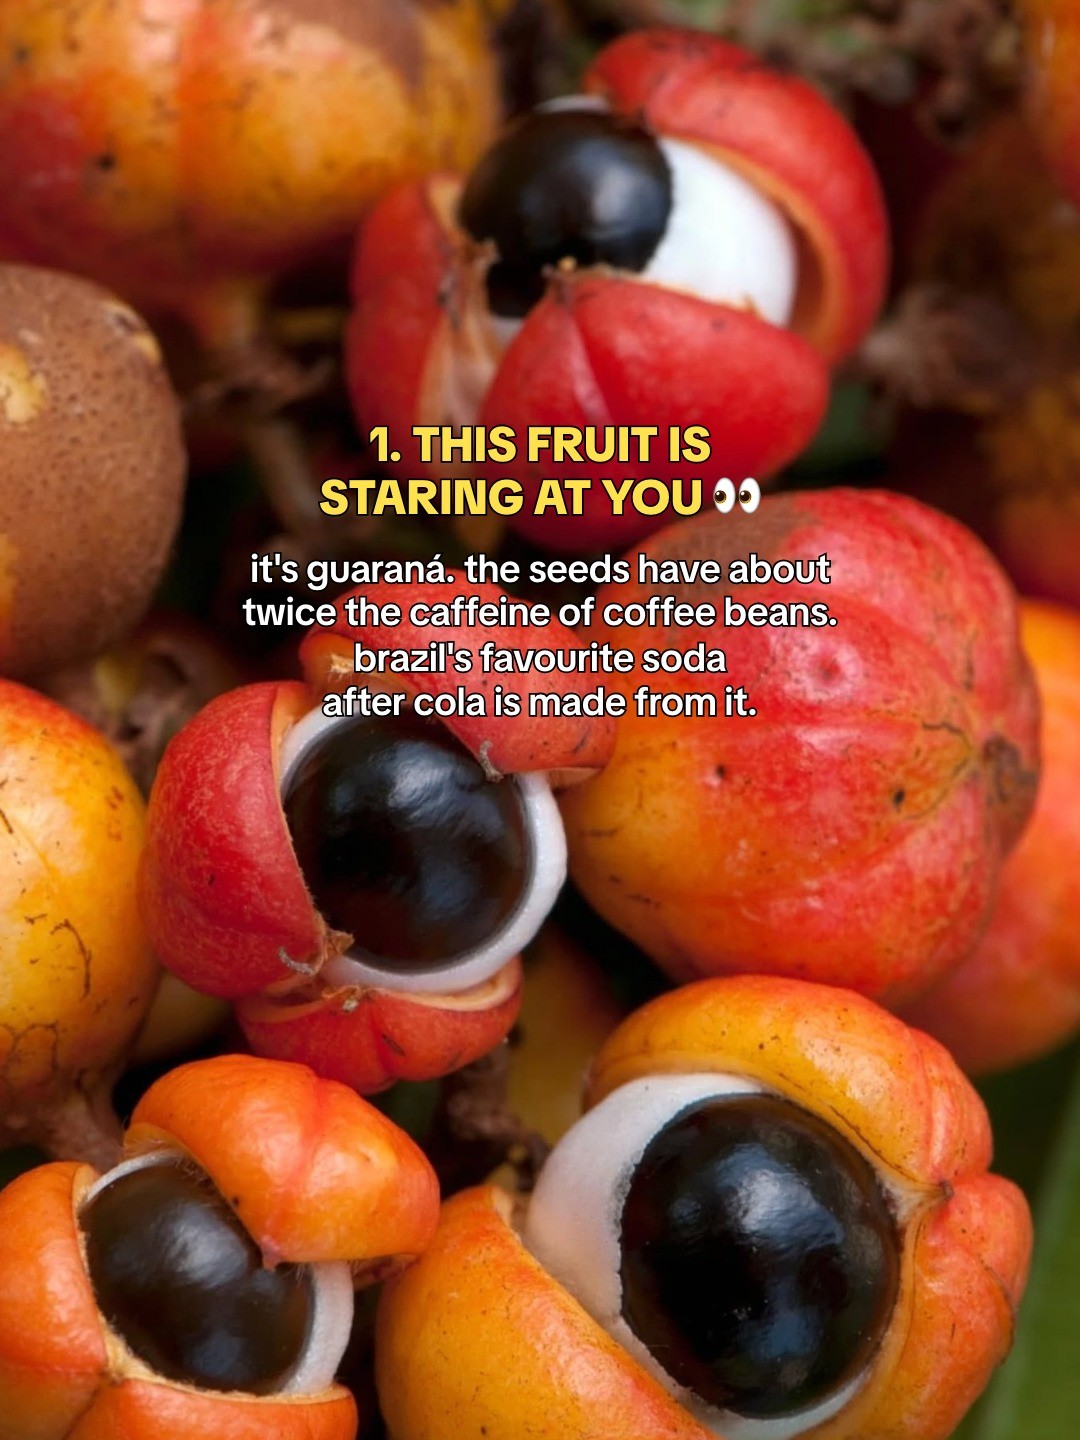 1. THIS FRUIT IS
STARING AT YOU 👀
it's guaraná. the seeds have about
twice the caffeine of coffee beans.
brazil's favourite soda
after cola is made from it.